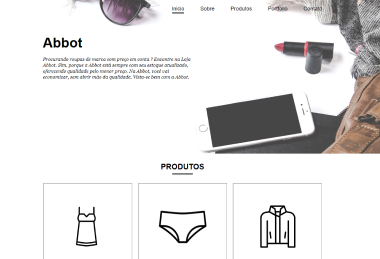 Início Sobre Produtos Portfólio Contato
Abbot
Procurando roupas de marca com preço em conta ? Encontre na Loja
Abbot. Sim, porque a Abbot está sempre com seu estoque atualizado,
oferecendo qualidade pelo menor preço. Na Abbot, você vai
economizar, sem abrir mão da qualidade. Vista-se bem com a Abbot.
PRODUTOS